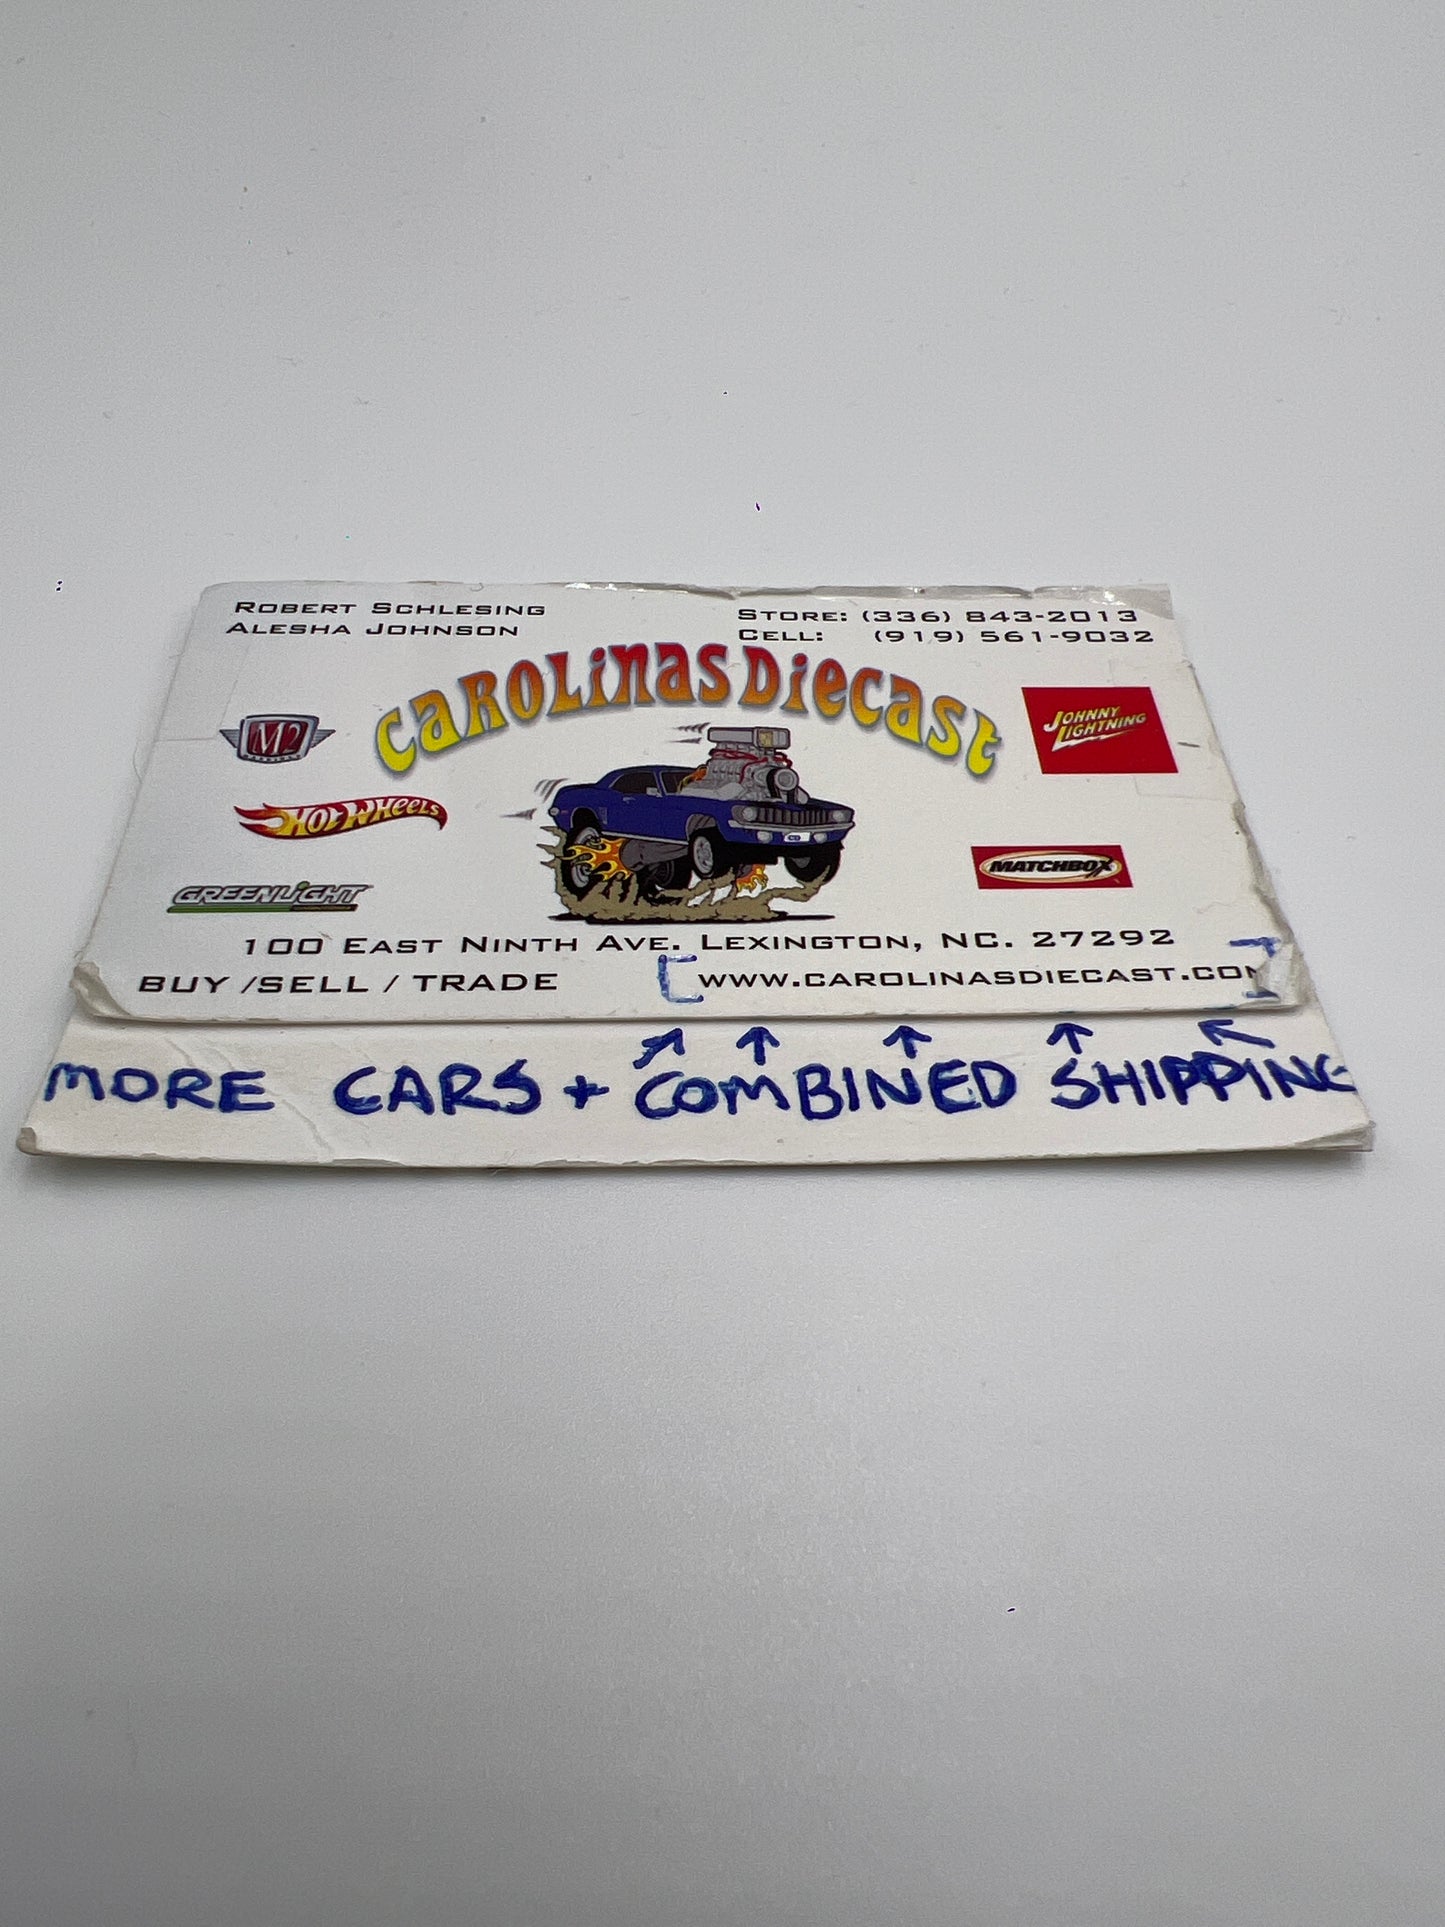 ROBERT SCHLESING
ALESHA JOHNSON
STORE: (336) 843-2013
CELL: (919) 561-9032
CAROLINAS DIECAST
M2
JOHNNY LIGHTNING
HOT WHEELS
MATCHBOX
GREENLIGHT
100 EAST NINTH AVE. LEXINGTON, NC. 27292
BUY /SELL / TRADE
WWW.CAROLINASDIECAST.COM
MORE CARS + COMBINED SHIPPING